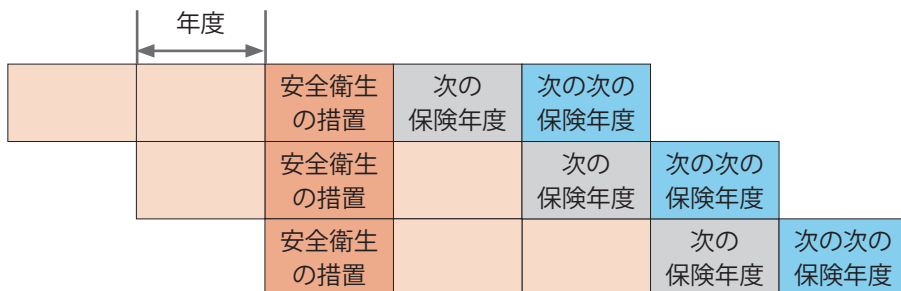 年度
安全衛生
の措置
次の
保険年度
次の次の
保険年度
安全衛生
の措置
次の
保険年度
次の次の
保険年度
安全衛生
の措置
次の
保険年度
次の次の
保険年度